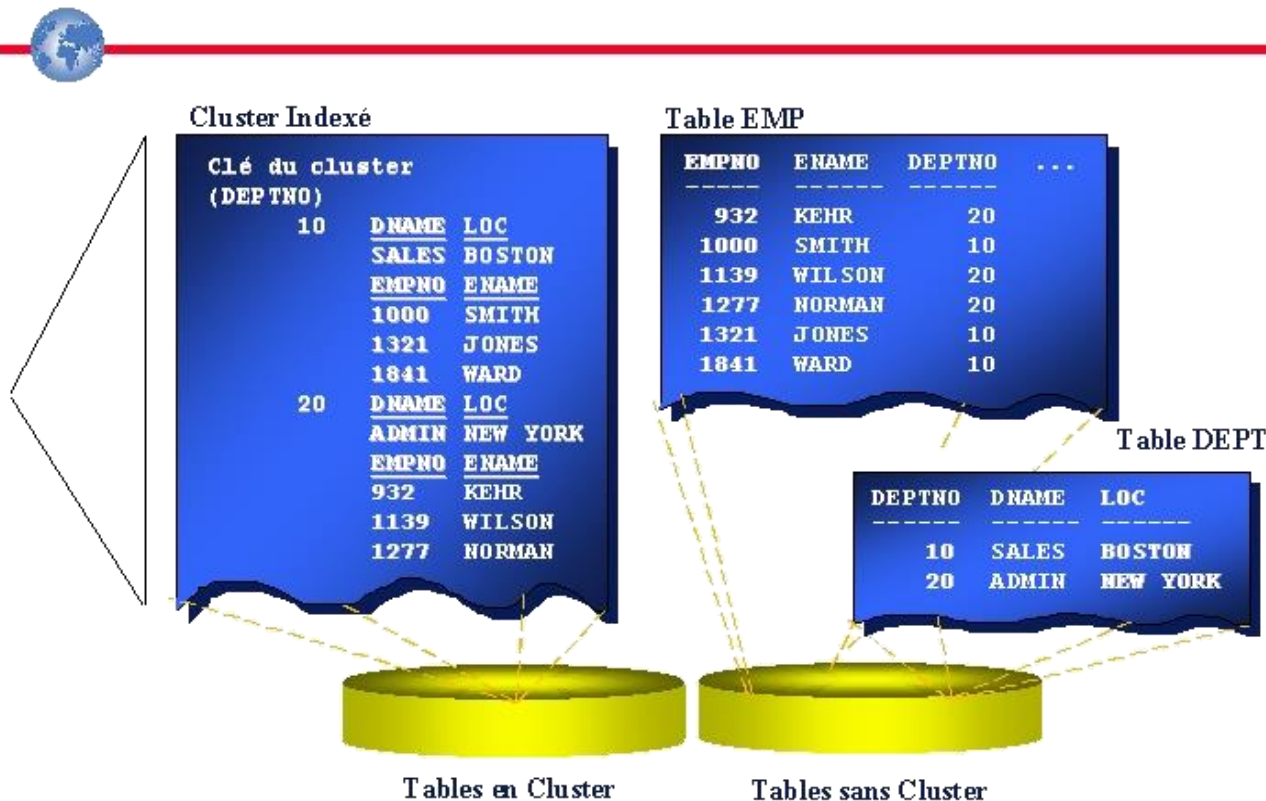 Cluster Indexé
Clé du cluster
(DEPTNO)
10 DNAME LOC
SALES BOSTON
EMPNO ENAME
1000 SMITH
1321 JONES
1841 WARD
20 DNAME LOC
ADMIN NEW YORK
EMPNO ENAME
932 KEHR
1139 WILSON
1277 NORMAN
Table EMP
EMPNO ENAME DEPTNO ...
----- ------ ------
932 KEHR 20
1000 SMITH 10
1139 WILSON 20
1277 NORMAN 20
1321 JONES 10
1841 WARD 10
Table DEPT
DEPTNO DNAME LOC
------ ------ ------
10 SALES BOSTON
20 ADMIN NEW YORK
Tables en Cluster
Tables sans Cluster